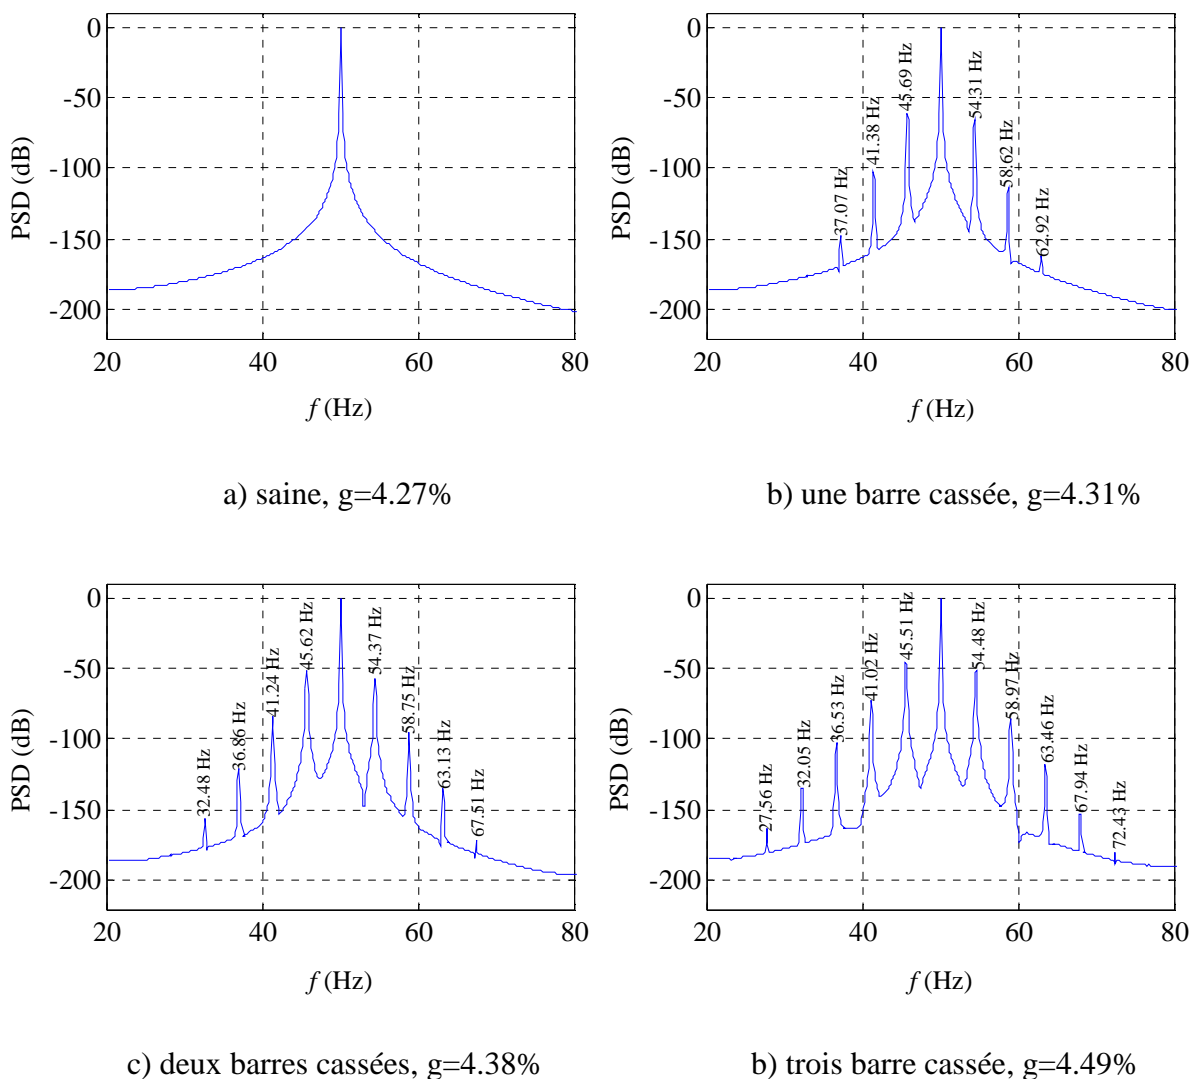 0
-50
-100
-150
-200
PSD (dB)
20 40 60 80
f (Hz)
a) saine, g=4.27%
0
-50
-100
-150
-200
PSD (dB)
37.07 Hz
41.38 Hz
45.69 Hz
54.31 Hz
58.62 Hz
62.92 Hz
20 40 60 80
f (Hz)
b) une barre cassée, g=4.31%
0
-50
-100
-150
-200
PSD (dB)
32.48 Hz
36.86 Hz
41.24 Hz
45.62 Hz
54.37 Hz
58.75 Hz
63.13 Hz
67.51 Hz
20 40 60 80
f (Hz)
c) deux barres cassées, g=4.38%
0
-50
-100
-150
-200
PSD (dB)
27.56 Hz
32.05 Hz
36.53 Hz
41.02 Hz
45.51 Hz
54.48 Hz
58.97 Hz
63.46 Hz
67.94 Hz
72.43 Hz
20 40 60 80
f (Hz)
b) trois barre cassée, g=4.49%